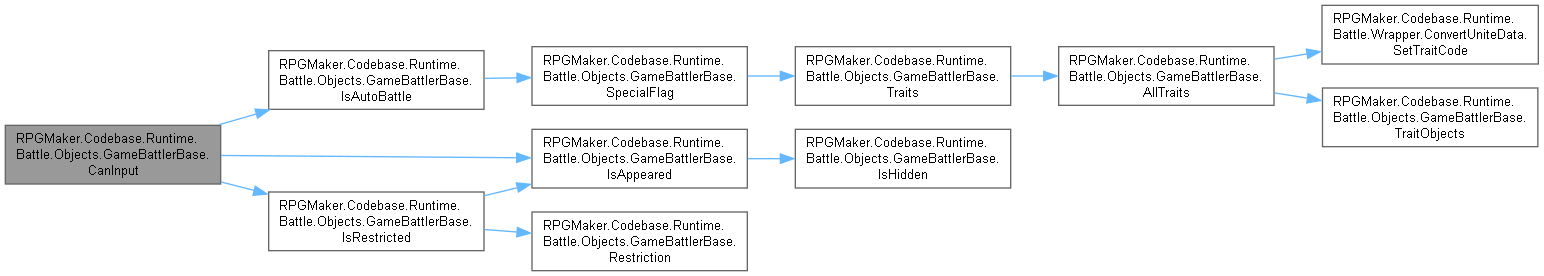 RPGMaker.Codebase.Runtime.
Battle.Objects.GameBattlerBase.
CanInput
RPGMaker.Codebase.Runtime.
Battle.Objects.GameBattlerBase.
IsAutoBattle
RPGMaker.Codebase.Runtime.
Battle.Objects.GameBattlerBase.
SpecialFlag
RPGMaker.Codebase.Runtime.
Battle.Objects.GameBattlerBase.
Traits
RPGMaker.Codebase.Runtime.
Battle.Objects.GameBattlerBase.
AllTraits
RPGMaker.Codebase.Runtime.
Battle.Wrapper.ConvertUniteData.
SetTraitCode
RPGMaker.Codebase.Runtime.
Battle.Objects.GameBattlerBase.
TraitObjects
RPGMaker.Codebase.Runtime.
Battle.Objects.GameBattlerBase.
IsAppeared
RPGMaker.Codebase.Runtime.
Battle.Objects.GameBattlerBase.
IsHidden
RPGMaker.Codebase.Runtime.
Battle.Objects.GameBattlerBase.
IsRestricted
RPGMaker.Codebase.Runtime.
Battle.Objects.GameBattlerBase.
Restriction